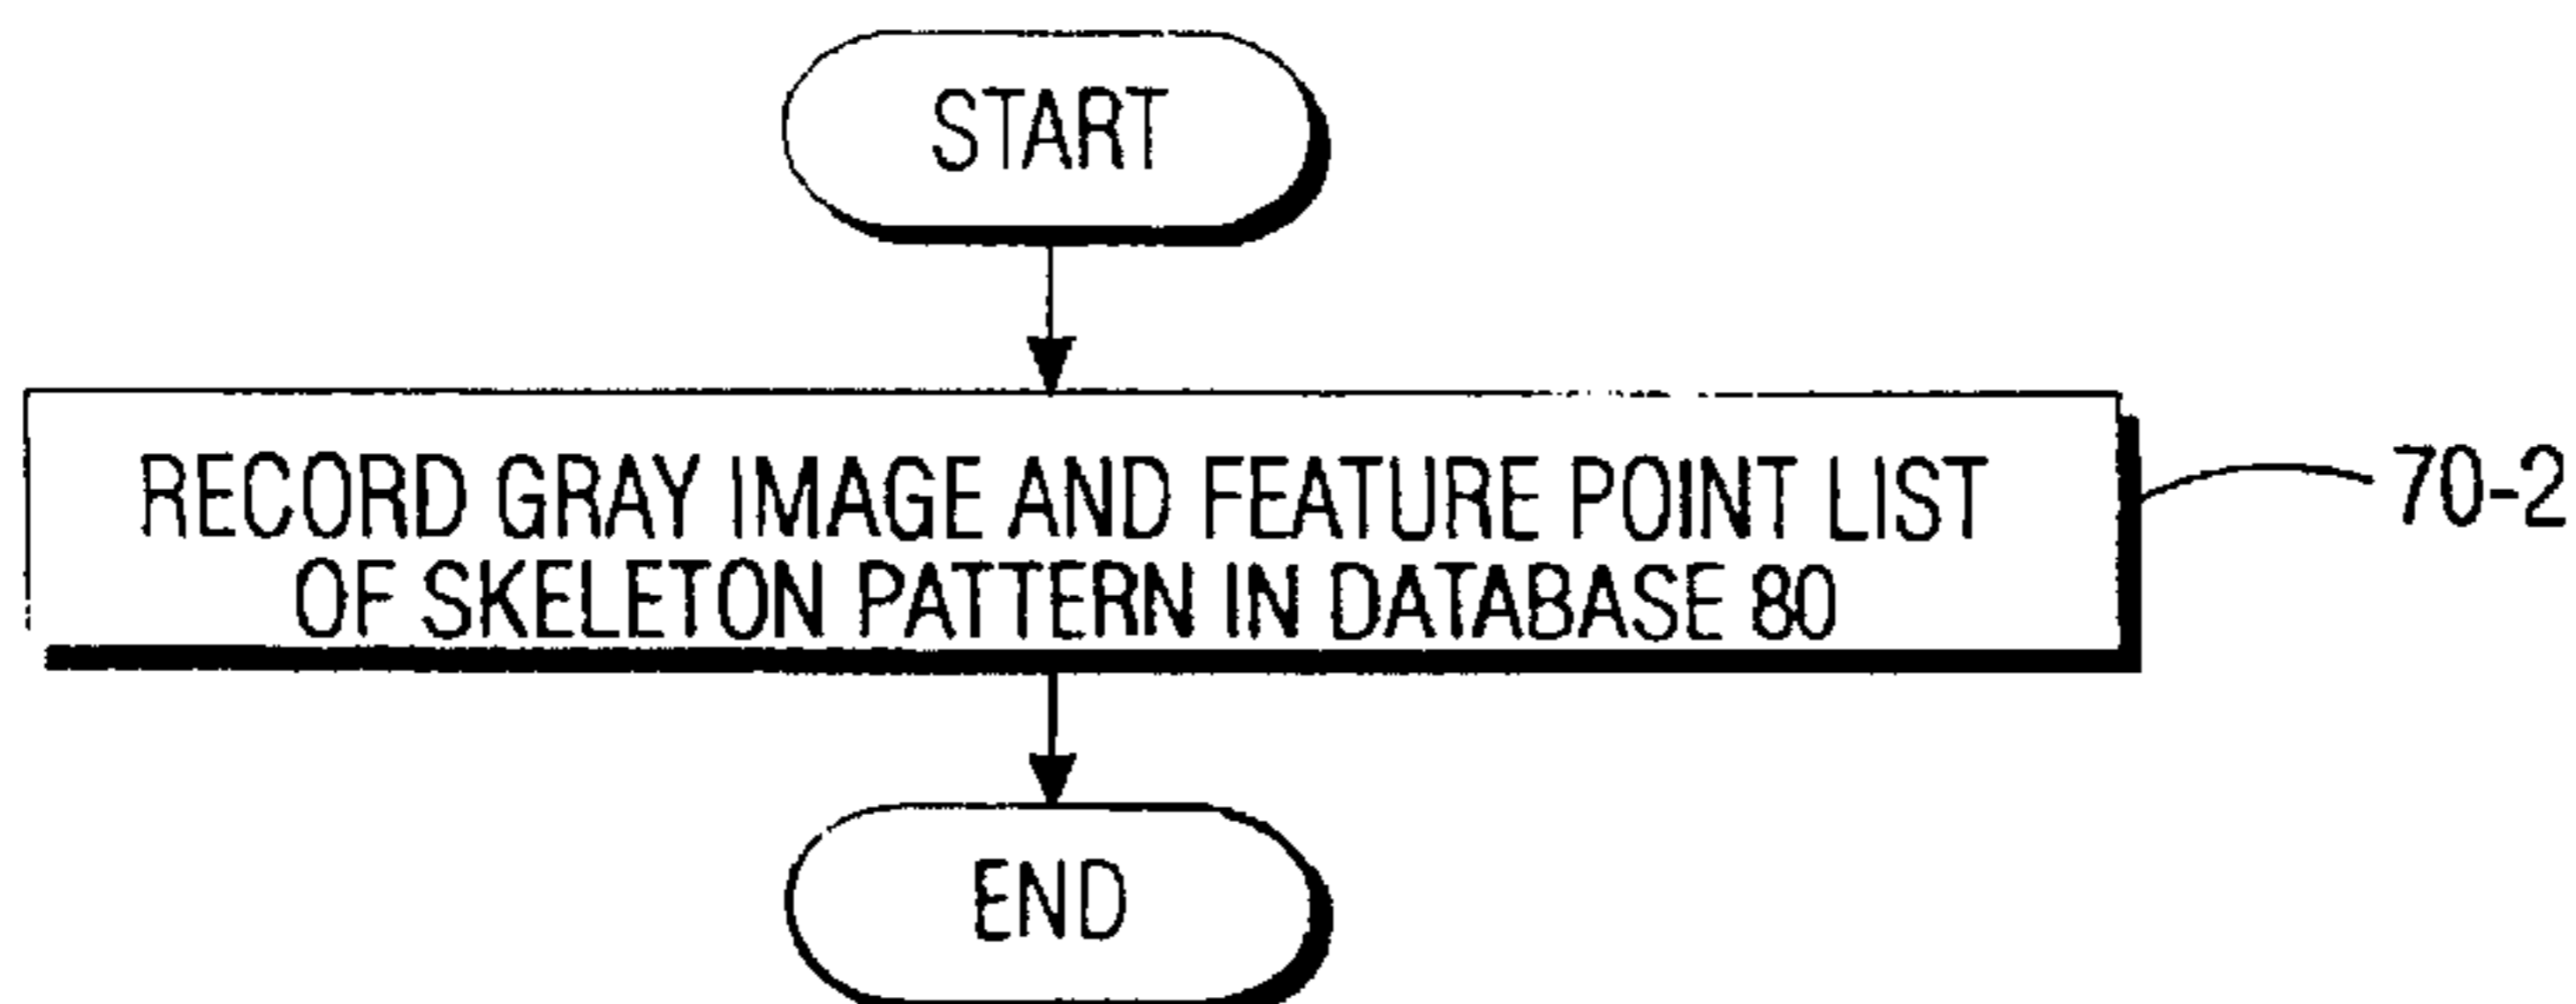 START
RECORD GRAY IMAGE AND FEATURE POINT LIST
OF SKELETON PATTERN IN DATABASE 80
70-2
END